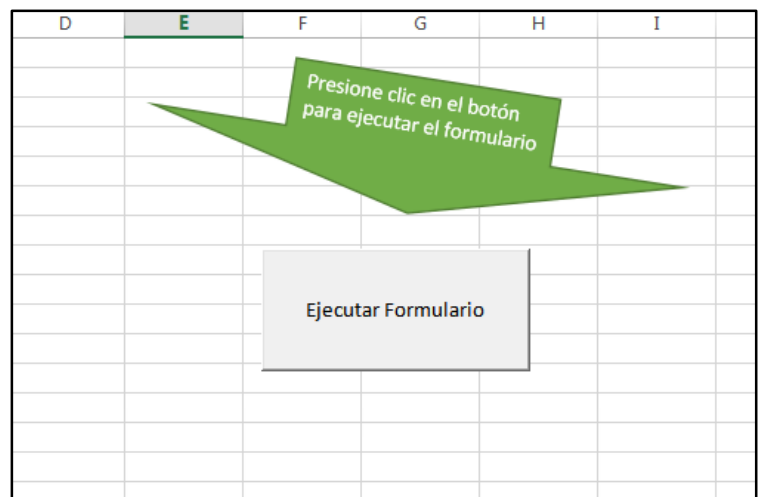 D E F G H I
Presione clic en el botón
para ejecutar el formulario
Ejecutar Formulario